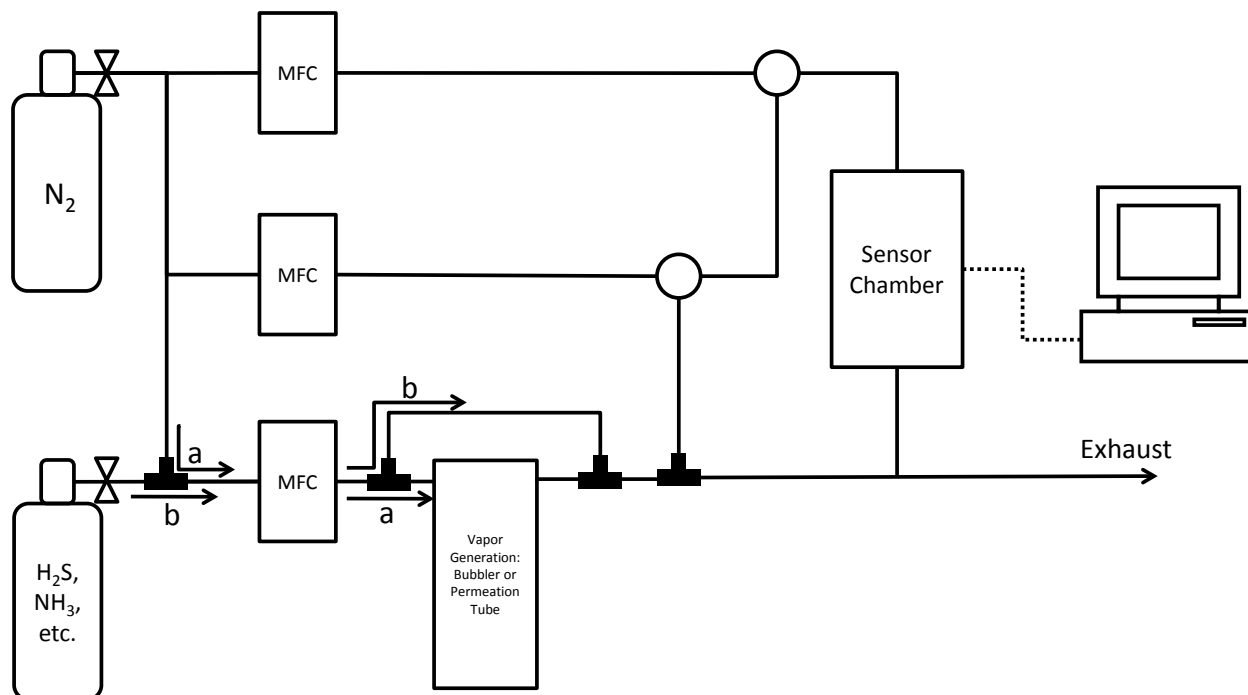 MFC
N₂
MFC
Sensor
Chamber
b
a
Exhaust
MFC
b
a
H₂S,
NH₃,
etc.
Vapor
Generation:
Bubbler or
Permeation
Tube